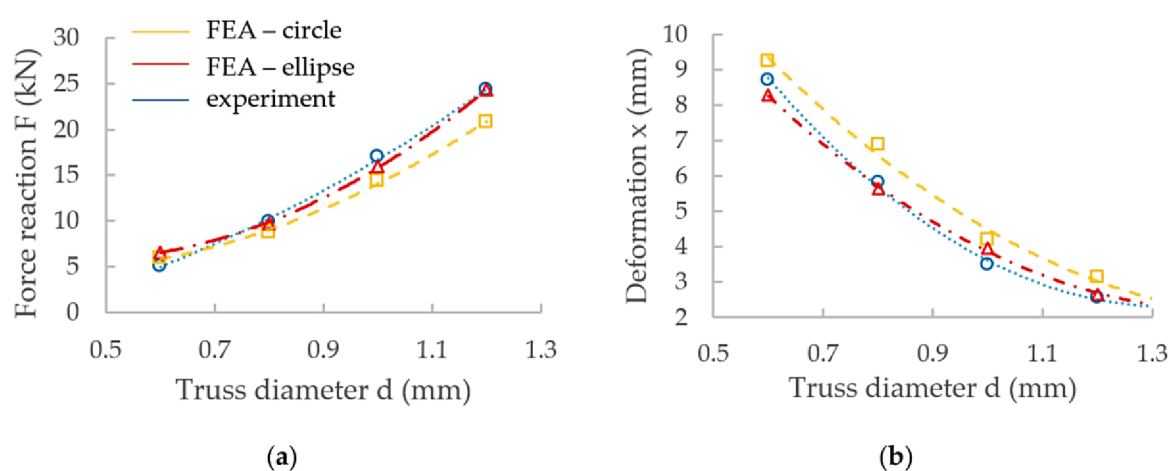 Force reaction F (kN)
30
25
20
15
10
5
0
FEA – circle
FEA – ellipse
experiment
0.5 0.7 0.9 1.1 1.3
Truss diameter d (mm)
(a)
Deformation x (mm)
10
9
8
7
6
5
4
3
2
0.5 0.7 0.9 1.1 1.3
Truss diameter d (mm)
(b)